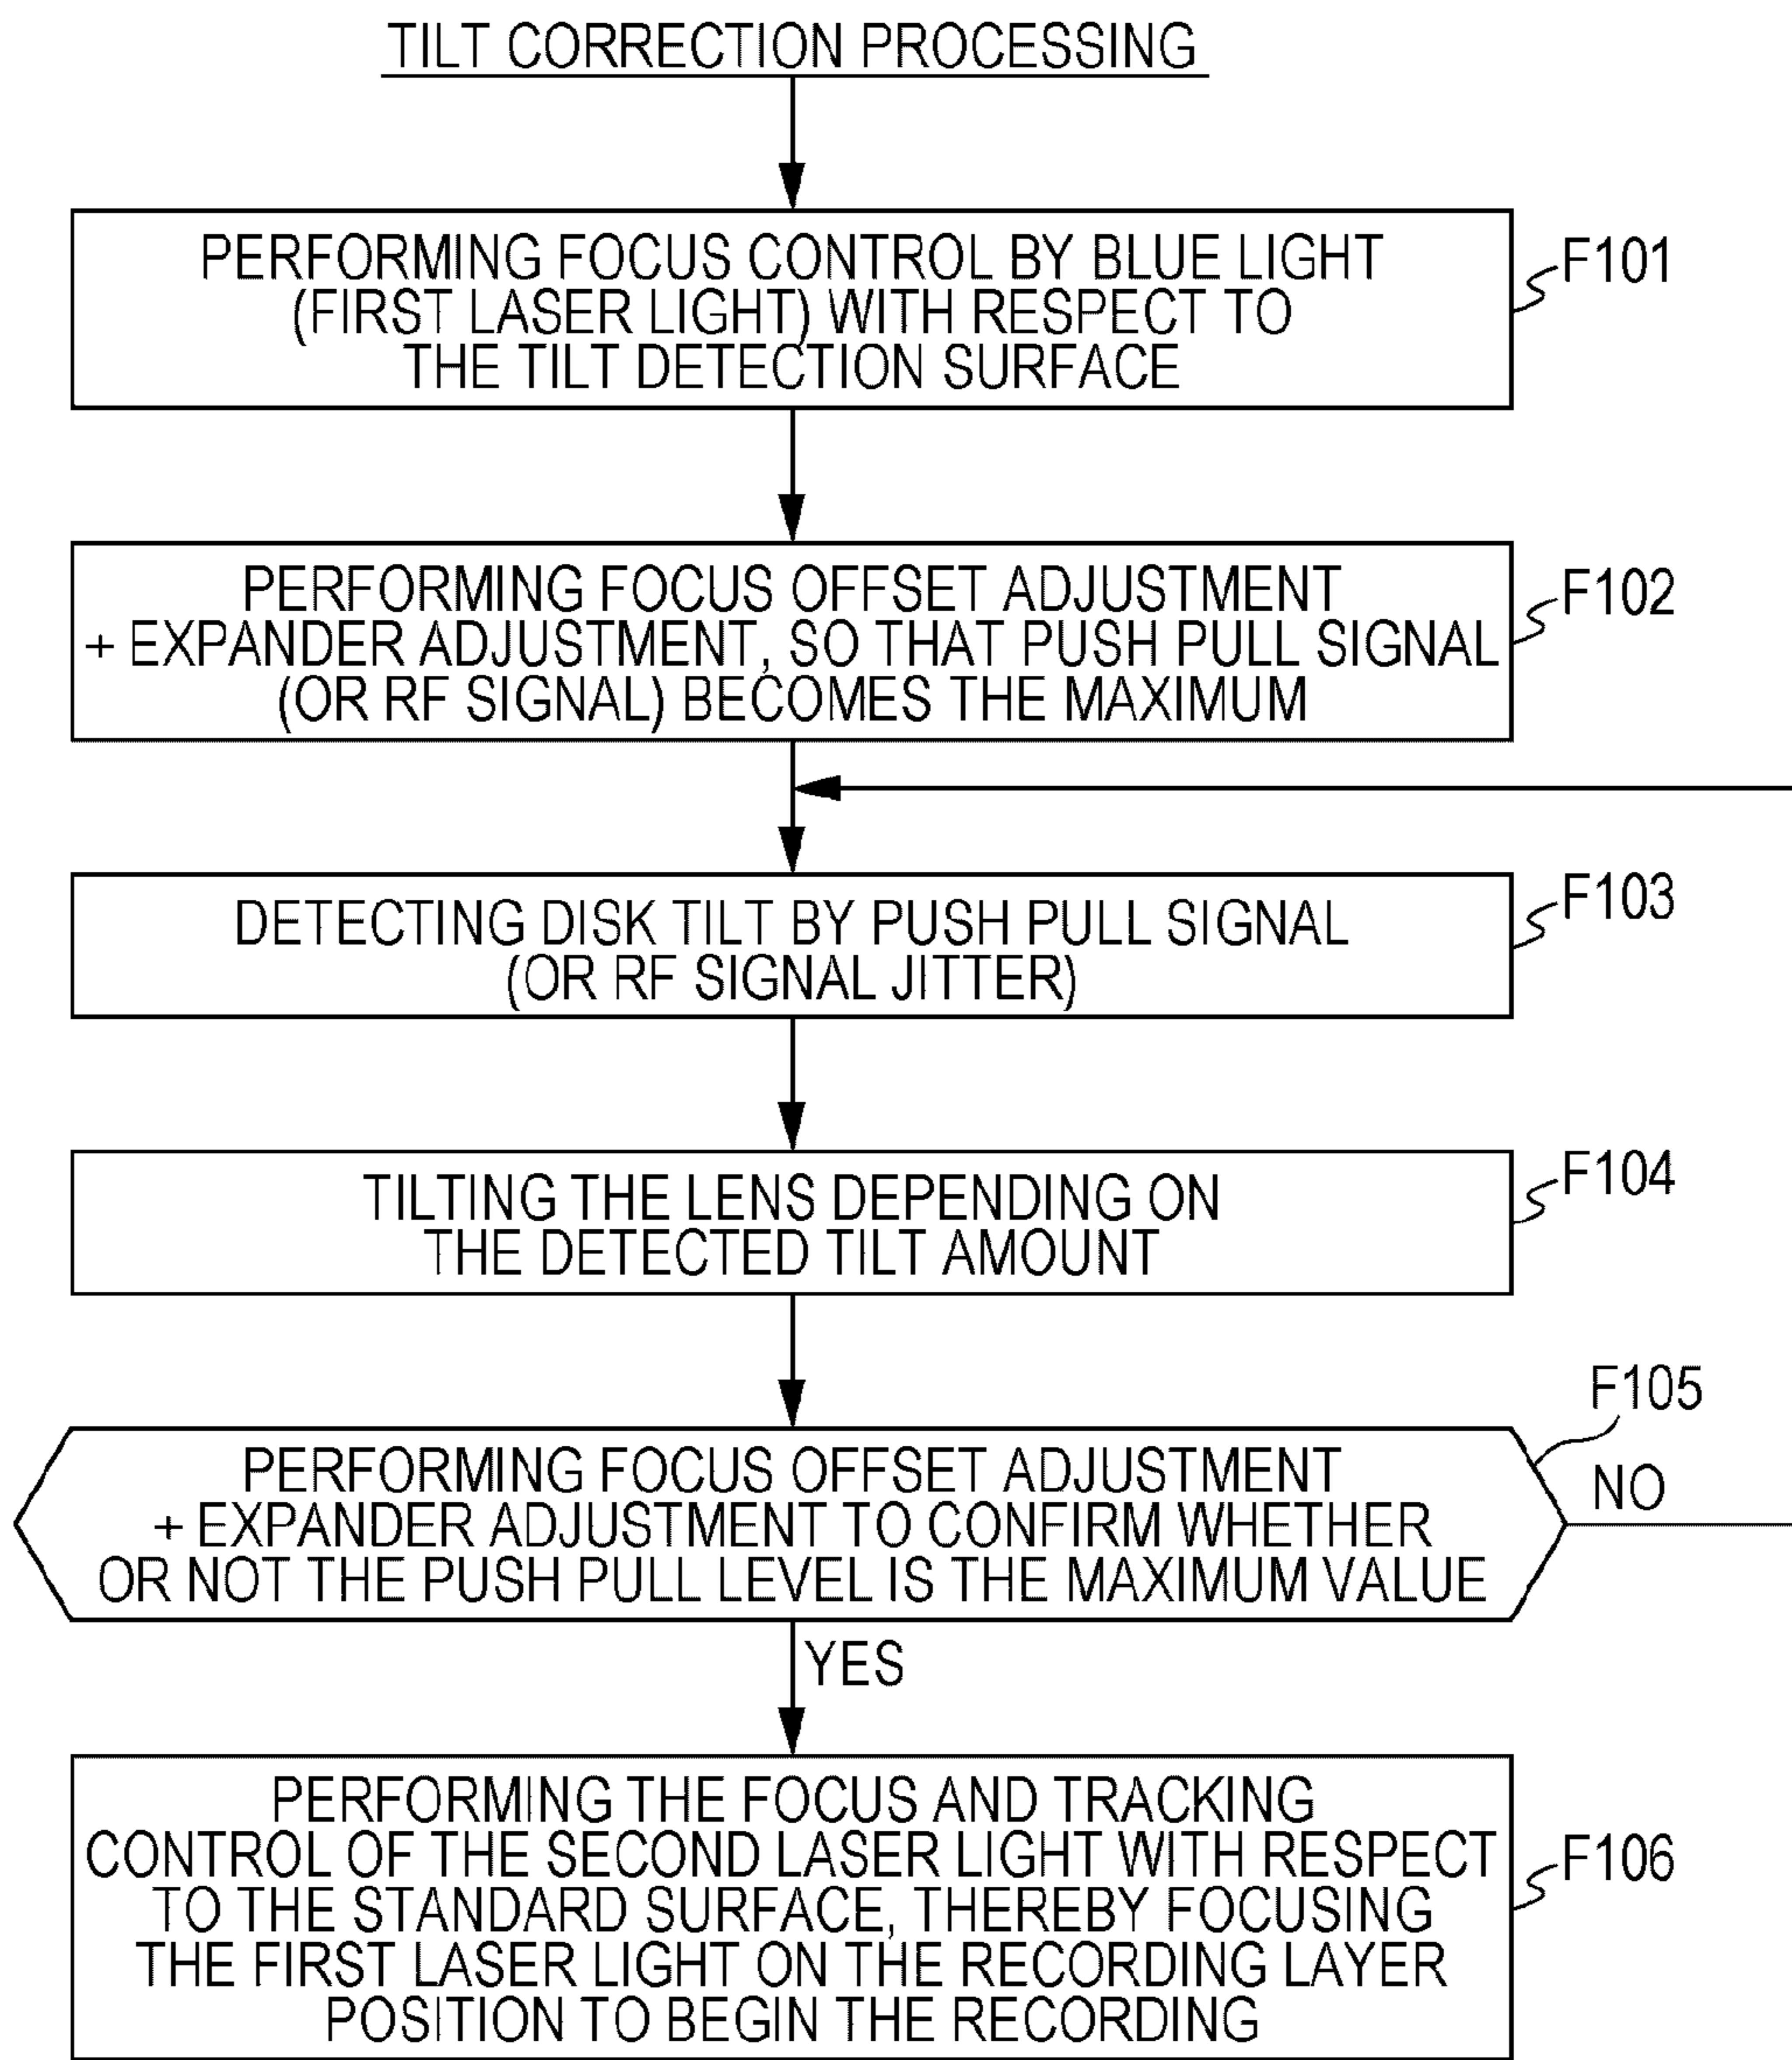 TILT CORRECTION PROCESSING
PERFORMING FOCUS CONTROL BY BLUE LIGHT
(FIRST LASER LIGHT) WITH RESPECT TO
THE TILT DETECTION SURFACE
F101
PERFORMING FOCUS OFFSET ADJUSTMENT
+ EXPANDER ADJUSTMENT, SO THAT PUSH PULL SIGNAL
(OR RF SIGNAL) BECOMES THE MAXIMUM
F102
DETECTING DISK TILT BY PUSH PULL SIGNAL
(OR RF SIGNAL JITTER)
F103
TILTING THE LENS DEPENDING ON
THE DETECTED TILT AMOUNT
F104
PERFORMING FOCUS OFFSET ADJUSTMENT
+ EXPANDER ADJUSTMENT TO CONFIRM WHETHER
OR NOT THE PUSH PULL LEVEL IS THE MAXIMUM VALUE
F105
NO
YES
PERFORMING THE FOCUS AND TRACKING
CONTROL OF THE SECOND LASER LIGHT WITH RESPECT
TO THE STANDARD SURFACE, THEREBY FOCUSING
THE FIRST LASER LIGHT ON THE RECORDING LAYER
POSITION TO BEGIN THE RECORDING
F106